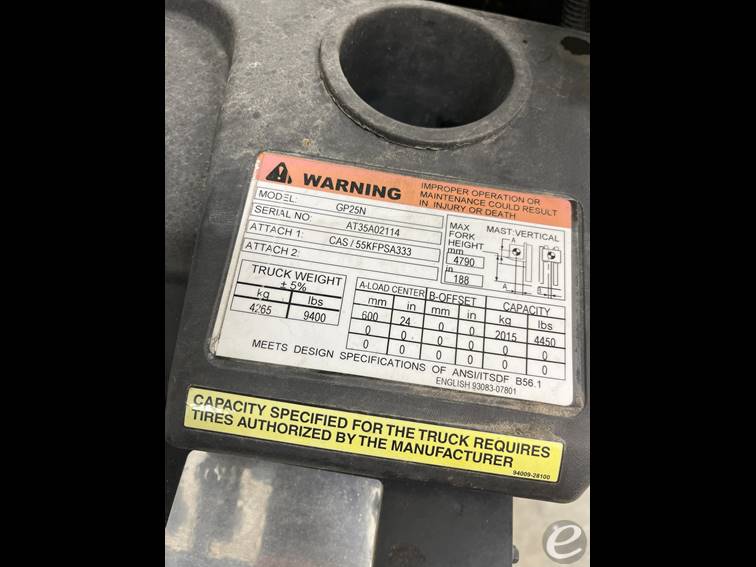 WARNING
IMPROPER OPERATION OR
MAINTENANCE COULD RESULT
IN INJURY OR DEATH
MODEL: GP25N
SERIAL NO: AT35A02114
ATTACH 1: CAS / 55KFPSA333
ATTACH 2:
MAX
FORK
HEIGHT
mm
4790
in
188
MAST:VERTICAL
A
A
B
TRUCK WEIGHT
± 5%
kg lbs
4265 9400
A-LOAD CENTER B-OFFSET CAPACITY
mm in mm in kg lbs
600 24 0 0 2015 4450
0 0 0 0 0 0
0 0 0 0 0 0
MEETS DESIGN SPECIFICATIONS OF ANSI/ITSDF B56.1
ENGLISH 93083-07801
CAPACITY SPECIFIED FOR THE TRUCK REQUIRES
TIRES AUTHORIZED BY THE MANUFACTURER
94009-28100
e